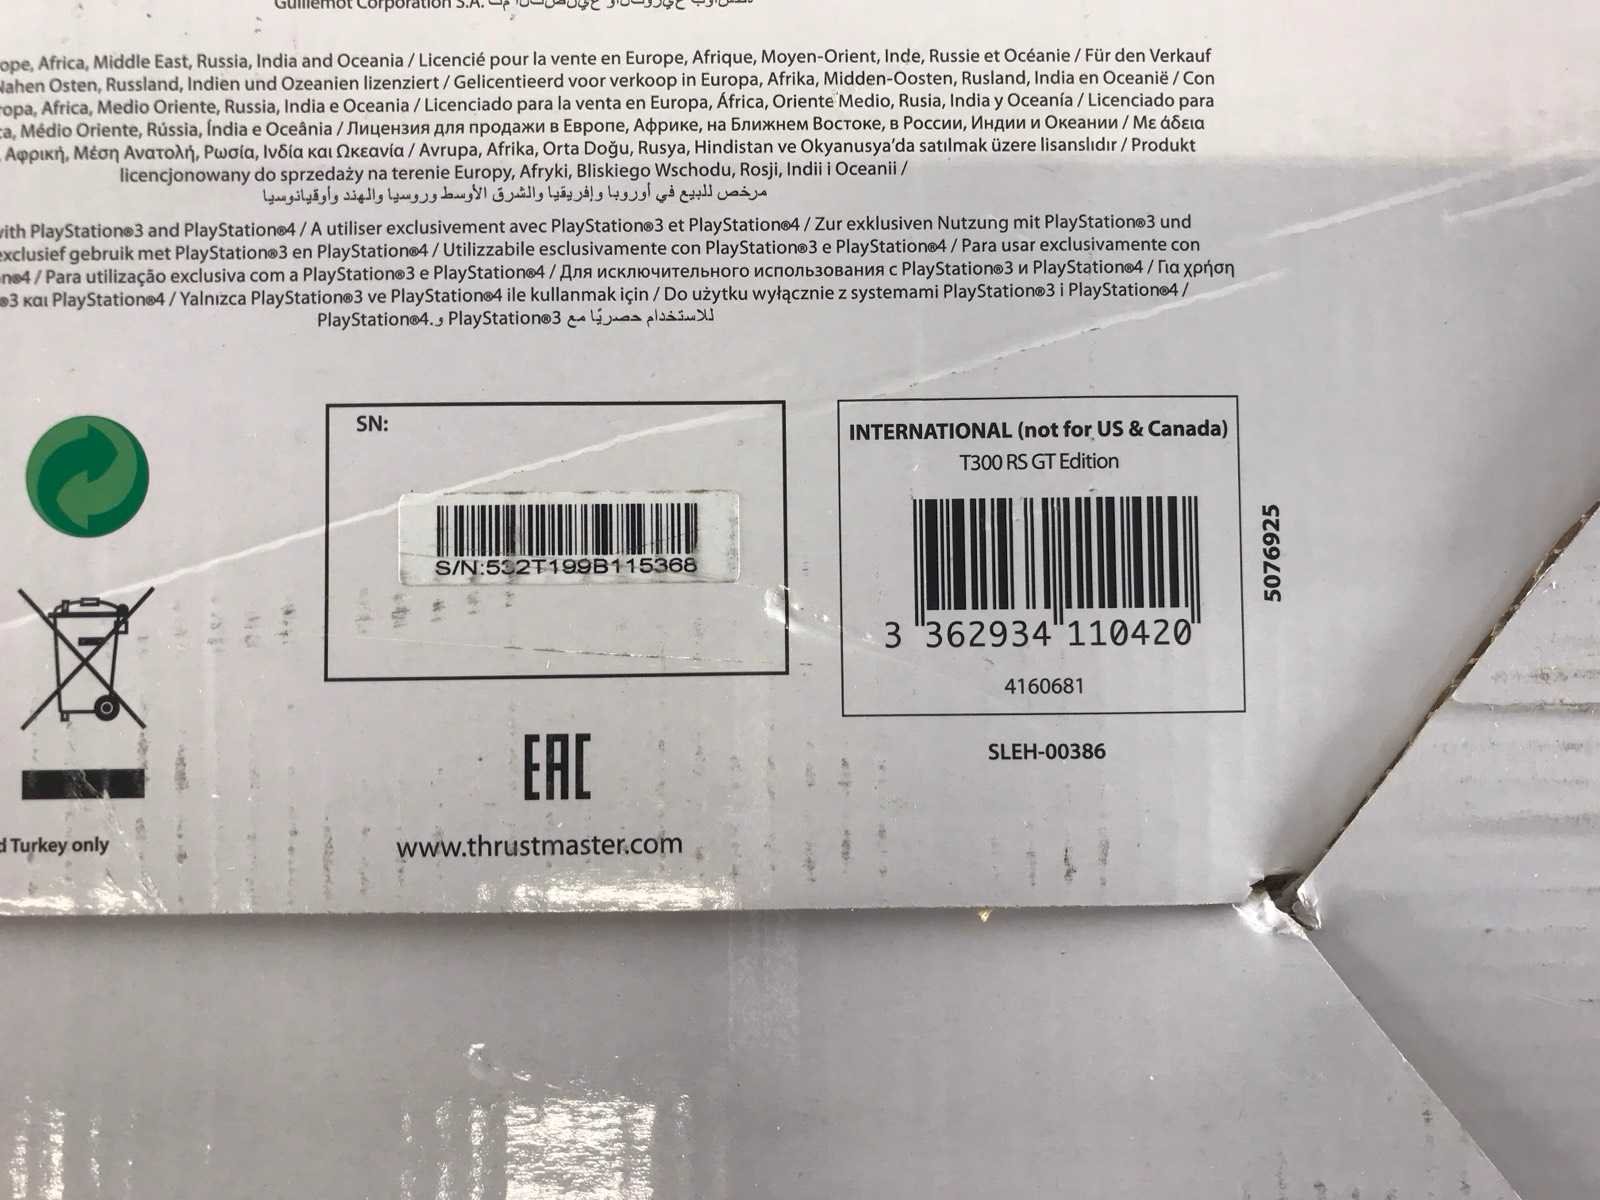 Guillemot Corporation S.A.
ope, Africa, Middle East, Russia, India and Oceania / Licencié pour la vente en Europe, Afrique, Moyen-Orient, Inde, Russie et Océanie / Für den Verkauf
Nahen Osten, Russland, Indien und Ozeanien lizenziert / Gelicentieerd voor verkoop in Europa, Afrika, Midden-Oosten, Rusland, India en Oceanië / Con
ropa, Africa, Medio Oriente, Russia, India e Oceania / Licenciado para la venta en Europa, África, Oriente Medio, Rusia, India y Oceanía / Licenciado para
ca, Médio Oriente, Rússia, Índia e Oceânia / Лицензия для продажи в Европе, Африке, на Ближнем Востоке, в России, Индии и Океании / Με άδεια
Αφρική, Μέση Ανατολή, Ρωσία, Ινδία και Ωκεανία / Avrupa, Afrika, Orta Doğu, Rusya, Hindistan ve Okyanusya'da satılmak üzere lisanslıdır / Produkt
licencjonowany do sprzedaży na terenie Europy, Afryki, Bliskiego Wschodu, Rosji, Indii i Oceanii /
مرخص للبيع في أوروبا وإفريقيا والشرق الأوسط وروسيا والهند وأوقيانوسيا
with PlayStation®3 and PlayStation®4 / A utiliser exclusivement avec PlayStation®3 et PlayStation®4 / Zur exklusiven Nutzung mit PlayStation®3 und
exclusief gebruik met PlayStation®3 en PlayStation®4 / Utilizzabile esclusivamente con PlayStation®3 e PlayStation®4 / Para usar exclusivamente con
n®4 / Para utilização exclusiva com a PlayStation®3 e PlayStation®4 / Для исключительного использования с PlayStation®3 и PlayStation®4 / Για χρήση
®3 και PlayStation®4 / Yalnızca PlayStation®3 ve PlayStation®4 ile kullanmak için / Do użytku wyłącznie z systemami PlayStation®3 i PlayStation®4 /
للاستخدام حصريًا مع PlayStation®3 و PlayStation®4.
SN:
INTERNATIONAL (not for US & Canada)
T300 RS GT Edition
5076925
3 362934 110420
4160681
SLEH-00386
EAC
d Turkey only
www.thrustmaster.com